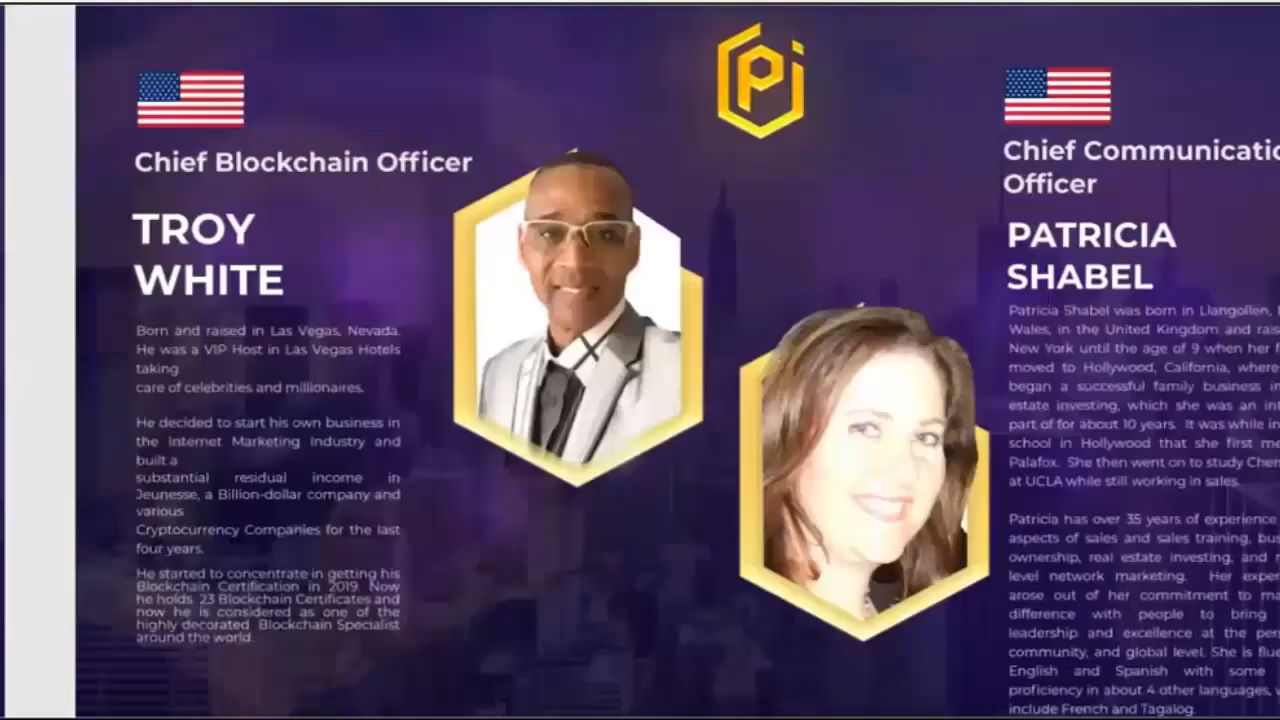 Pi
Chief Blockchain Officer
TROY
WHITE
Born and raised in Las Vegas, Nevada.
He was a VIP Host in Las Vegas Hotels
taking
care of celebrities and millionaires.
He decided to start his own business in
the Internet Marketing Industry and
built a
substantial residual income in
Jeunesse, a Billion-dollar company and
various
Cryptocurrency Companies for the last
four years.
He started to concentrate in getting his
Blockchain Certification in 2019. Now
he holds 23 Blockchain Certificates and
now he is considered as one of the
highly decorated Blockchain Specialist
around the world.
Chief Communicatio
Officer
PATRICIA
SHABEL
Patricia Shabel was born in Llangollen,
Wales, in the United Kingdom and rais
New York until the age of 9 when her f
moved to Hollywood, California, where
began a successful family business in
estate investing, which she was an int
part of for about 10 years. It was while in
school in Hollywood that she first me
Palafox. She then went on to study Chem
at UCLA while still working in sales.
Patricia has over 35 years of experience
aspects of sales and sales training, bus
ownership, real estate investing, and
level network marketing. Her exper
arose out of her commitment to ma
difference with people to bring
leadership and excellence at the pers
community, and global level. She is flue
English and Spanish with some
proficiency in about 4 other languages,
include French and Tagalog.